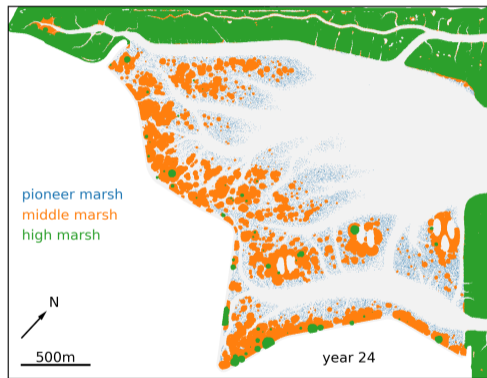 pioneer marsh
middle marsh
high marsh
N
500m
year 24